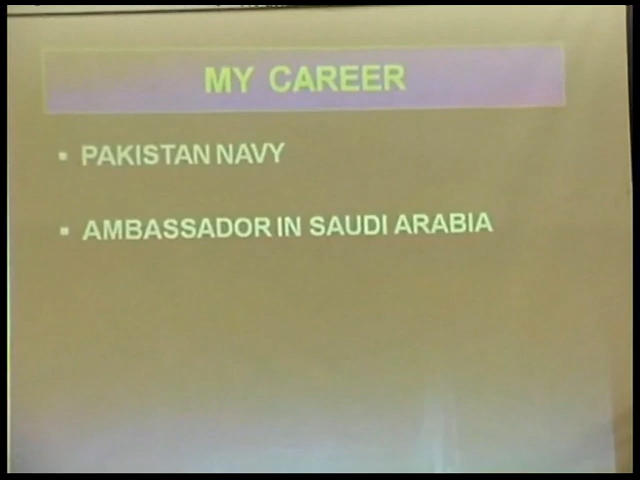 MY CAREER
▪ PAKISTAN NAVY
▪ AMBASSADOR IN SAUDI ARABIA